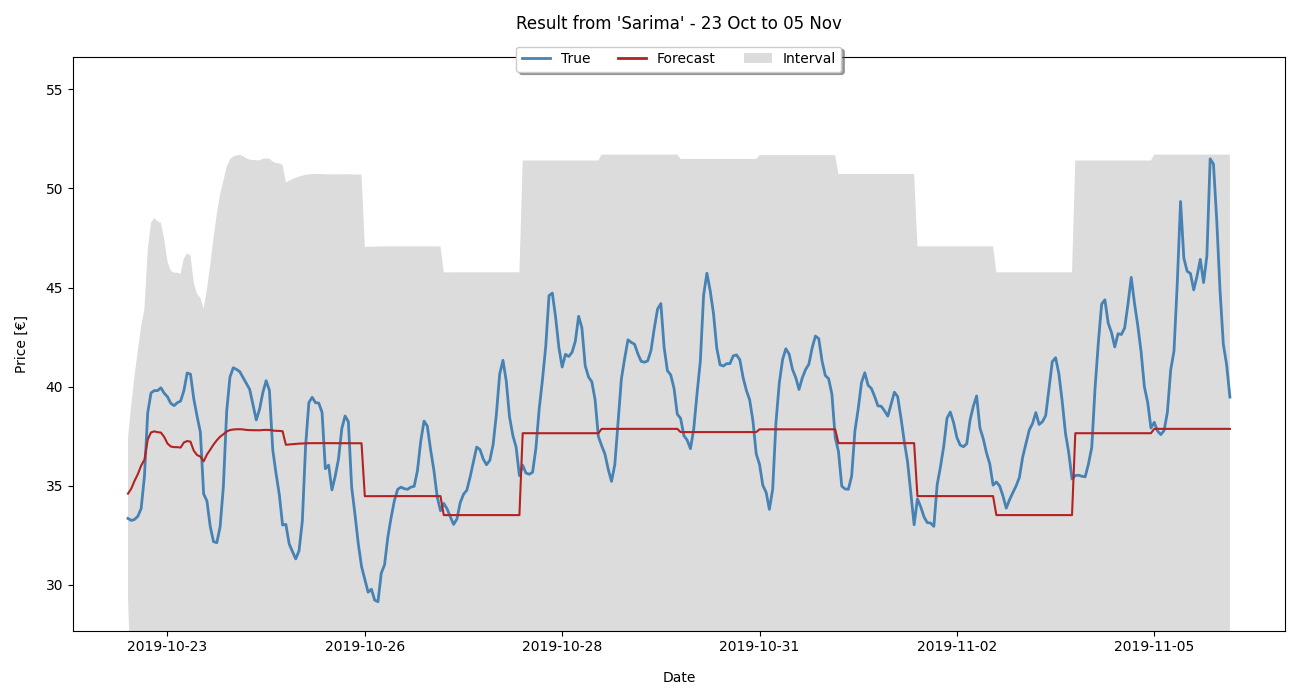 Result from 'Sarima' - 23 Oct to 05 Nov
True Forecast Interval
55
50
45
40
35
30
Price [€]
2019-10-23 2019-10-26 2019-10-28 2019-10-31 2019-11-02 2019-11-05
Date